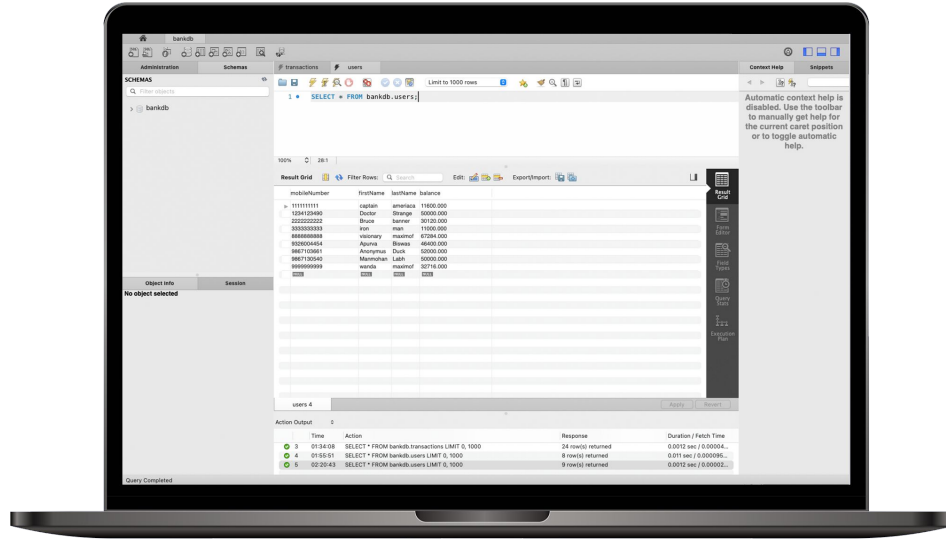 bankdb
Administration Schemas
transactions users
Context Help Snippets
SCHEMAS
Filter objects
bankdb
Limit to 1000 rows
1 SELECT * FROM bankdb.users;
Automatic context help is
disabled. Use the toolbar
to manually get help for
the current caret position
or to toggle automatic
help.
100% 28:1
Result Grid Filter Rows: Search Edit: Export/Import:
mobileNumber firstName lastName balance
1111111111 captain ameriaca 11600.000
1234123490 Doctor Strange 50000.000
2222222222 Bruce banner 30120.000
3333333333 iron man 11000.000
8888888888 visionary maximof 67284.000
9326004454 Apurva Biswas 46400.000
9867103661 Anonymus Duck 52000.000
9867130540 Manmohan Labh 50000.000
9999999999 wanda maximof 32716.000
NULL NULL NULL NULL
Result
Grid
Form
Editor
Field
Types
Query
Stats
Execution
Plan
Object Info Session
No object selected
users 4
Apply Revert
Action Output
Time Action Response Duration / Fetch Time
3 01:34:08 SELECT * FROM bankdb.transactions LIMIT 0, 1000 24 row(s) returned 0.0012 sec / 0.00004...
4 01:55:51 SELECT * FROM bankdb.users LIMIT 0, 1000 8 row(s) returned 0.011 sec / 0.000095...
5 02:20:43 SELECT * FROM bankdb.users LIMIT 0, 1000 9 row(s) returned 0.0012 sec / 0.00002...
Query Completed